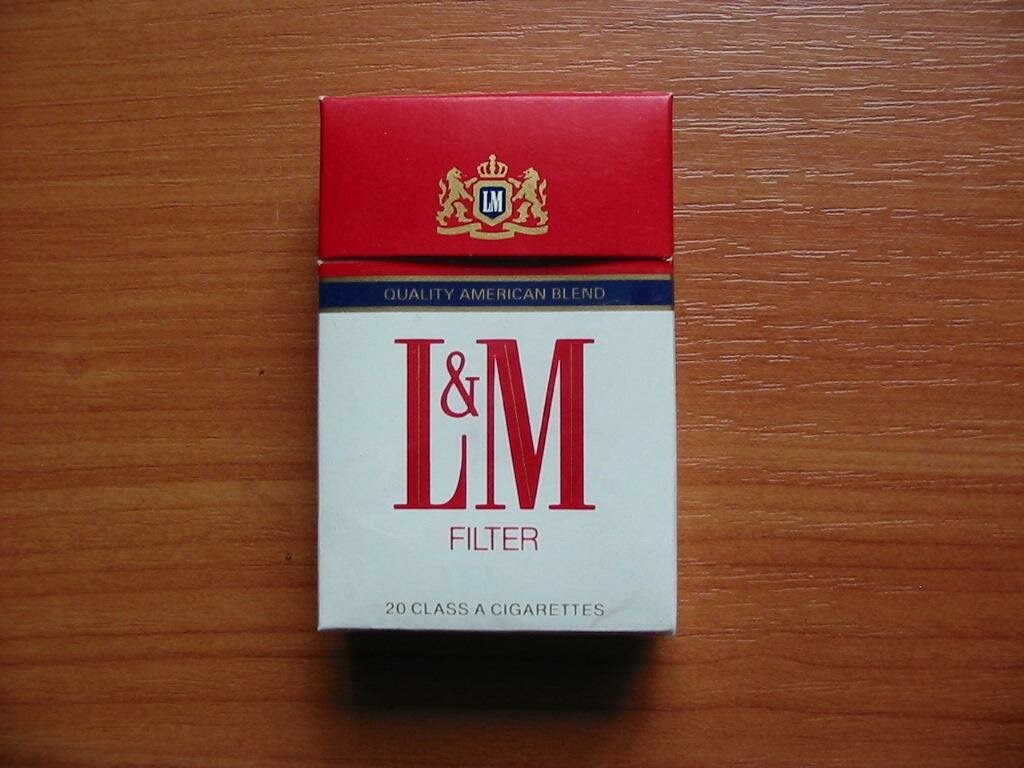 LM
QUALITY AMERICAN BLEND
L&M
FILTER
20 CLASS A CIGARETTES